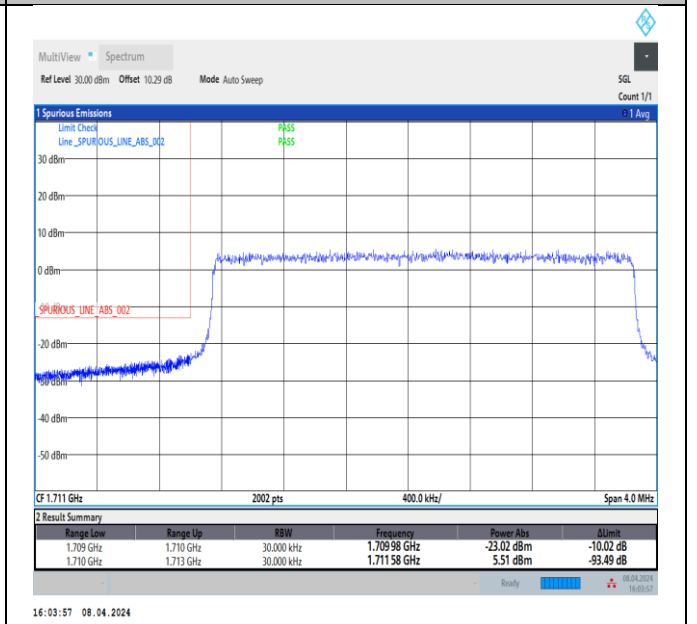 MultiView Spectrum
Ref Level 30.00 dBm Offset 10.29 dB Mode Auto Sweep SGL
Count 1/1
1 Spurious Emissions 1 Avg
Limit Check PASS
Line _SPURIOUS_LINE_ABS_002 PASS
30 dBm
20 dBm
10 dBm
0 dBm
_SPURIOUS_LINE_ABS_002
-20 dBm
-30 dBm
-40 dBm
-50 dBm
CF 1.711 GHz 2002 pts 400.0 kHz/ Span 4.0 MHz
2 Result Summary
Range Low Range Up RBW Frequency Power Abs ΔLimit
1.709 GHz 1.710 GHz 30.000 kHz 1.709 98 GHz -23.02 dBm -10.02 dB
1.710 GHz 1.713 GHz 30.000 kHz 1.711 58 GHz 5.51 dBm -93.49 dB
Ready 08.04.2024
16:03:57
16:03:57 08.04.2024